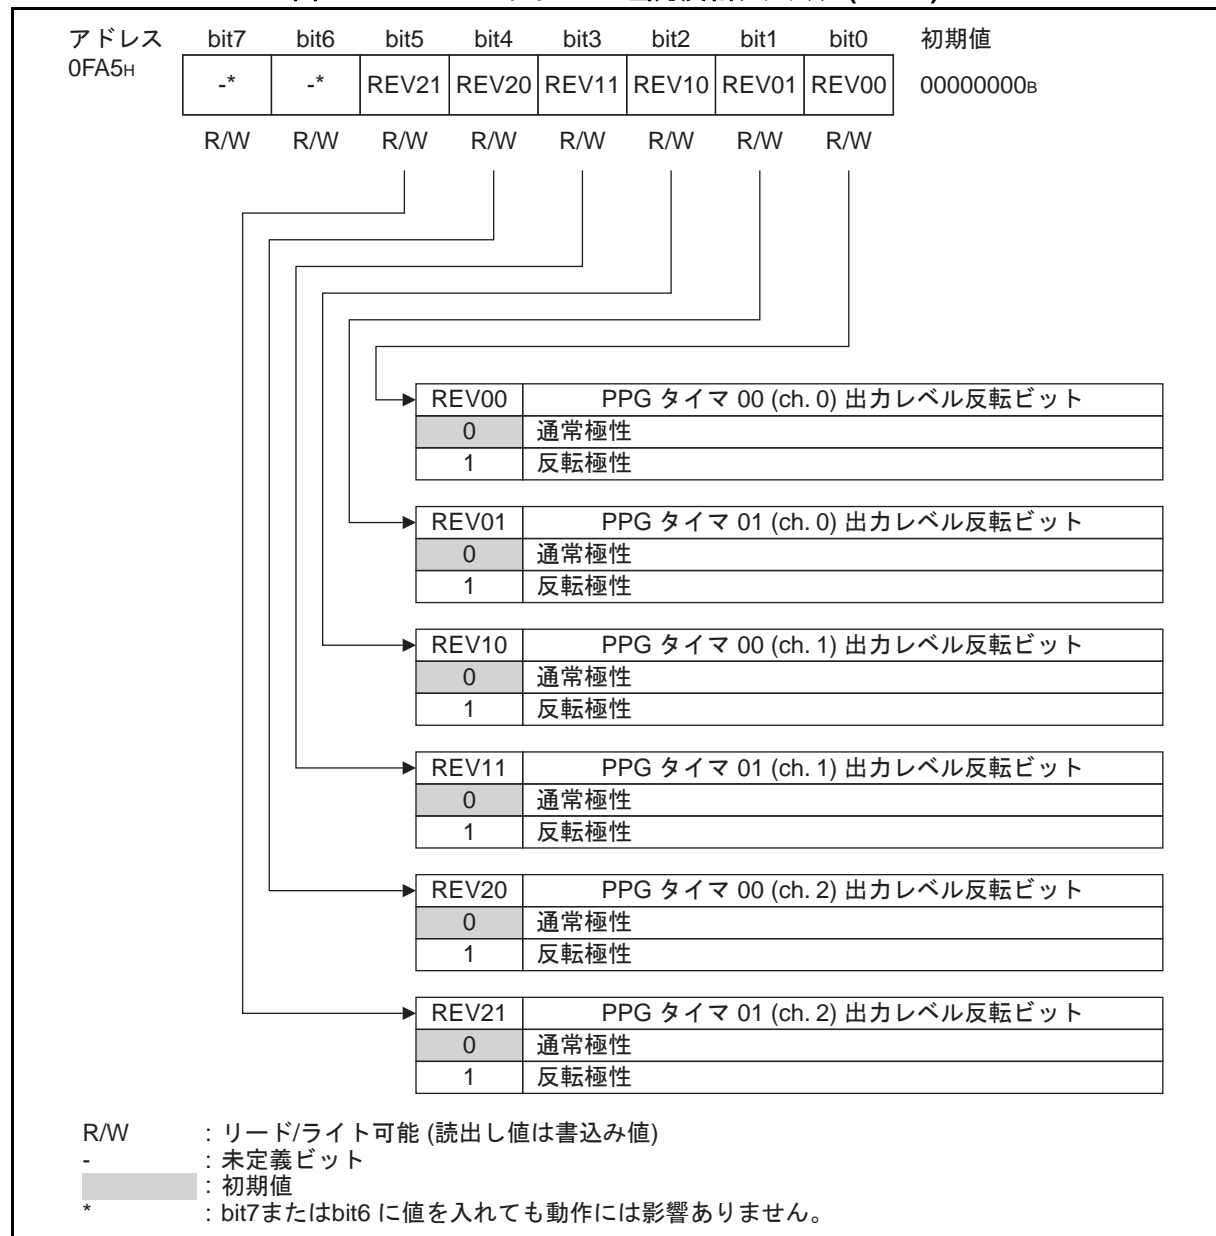 アドレス bit7 bit6 bit5 bit4 bit3 bit2 bit1 bit0 初期値
0FA5H -* -* REV21 REV20 REV11 REV10 REV01 REV00 00000000B
R/W R/W R/W R/W R/W R/W R/W R/W
REV00 PPG タイマ 00 (ch. 0) 出力レベル反転ビット
0 通常極性
1 反転極性
REV01 PPG タイマ 01 (ch. 0) 出力レベル反転ビット
0 通常極性
1 反転極性
REV10 PPG タイマ 00 (ch. 1) 出力レベル反転ビット
0 通常極性
1 反転極性
REV11 PPG タイマ 01 (ch. 1) 出力レベル反転ビット
0 通常極性
1 反転極性
REV20 PPG タイマ 00 (ch. 2) 出力レベル反転ビット
0 通常極性
1 反転極性
REV21 PPG タイマ 01 (ch. 2) 出力レベル反転ビット
0 通常極性
1 反転極性
R/W : リード/ライト可能 (読出し値は書込み値)
- : 未定義ビット
: 初期値
* : bit7またはbit6 に値を入れても動作には影響ありません。